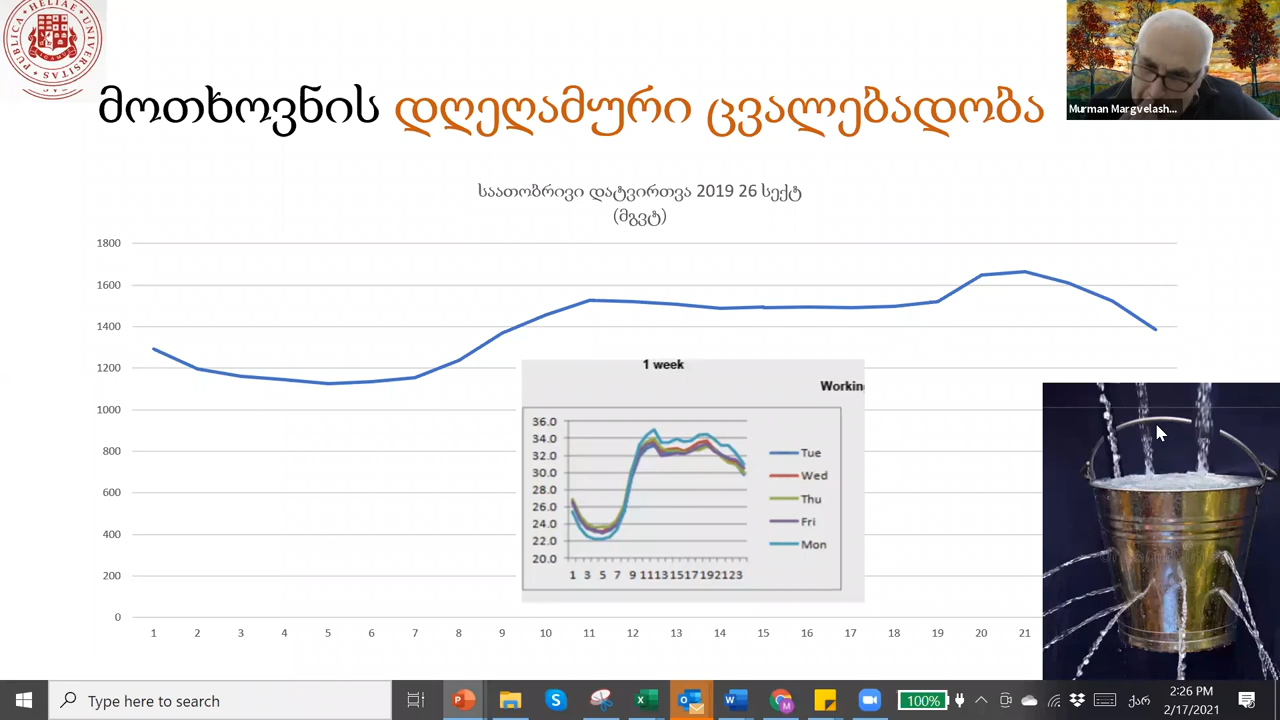 HELIAE UNIVERSITAS PUBLICA
მოთხოვნის დღეღამური ცვალებადობა
Murman Margvelash...
საათობრივი დატვირთვა 2019 26 სექტ
(მგვტ)
1800
1600
1400
1200
1000
800
600
400
200
0
1 2 3 4 5 6 7 8 9 10 11 12 13 14 15 16 17 18 19 20 21
1 week
Workin
36.0
34.0
32.0
30.0
28.0
26.0
24.0
22.0
20.0
1 3 5 7 9 11 13 15 17 19 21 23
Tue
Wed
Thu
Fri
Mon
Type here to search
100%
ქარ
2:26 PM
2/17/2021